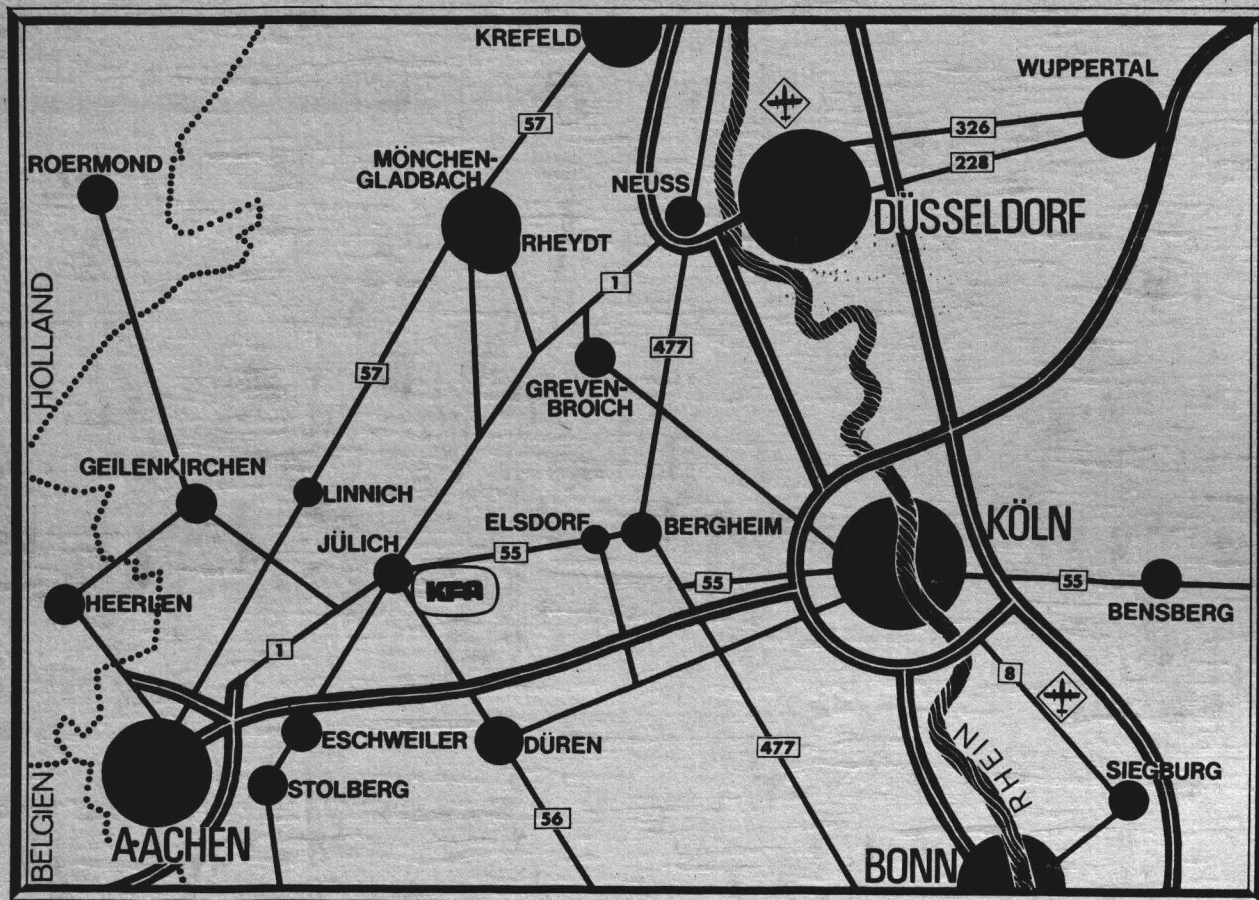 KREFELD
WUPPERTAL
57
326
ROERMOND
MÖNCHEN-
GLADBACH
228
NEUSS
DÜSSELDORF
RHEYDT
1
HOLLAND
477
57
GREVEN-
BROICH
GEILENKIRCHEN
LINNICH
ELSDORF
BERGHEIM
KÖLN
JÜLICH
55
KFA
55
55
HEERLEN
BENSBERG
1
8
ESCHWEILER
DÜREN
477
RHEIN
SIEGBURG
STOLBERG
BELGIEN
56
AACHEN
BONN